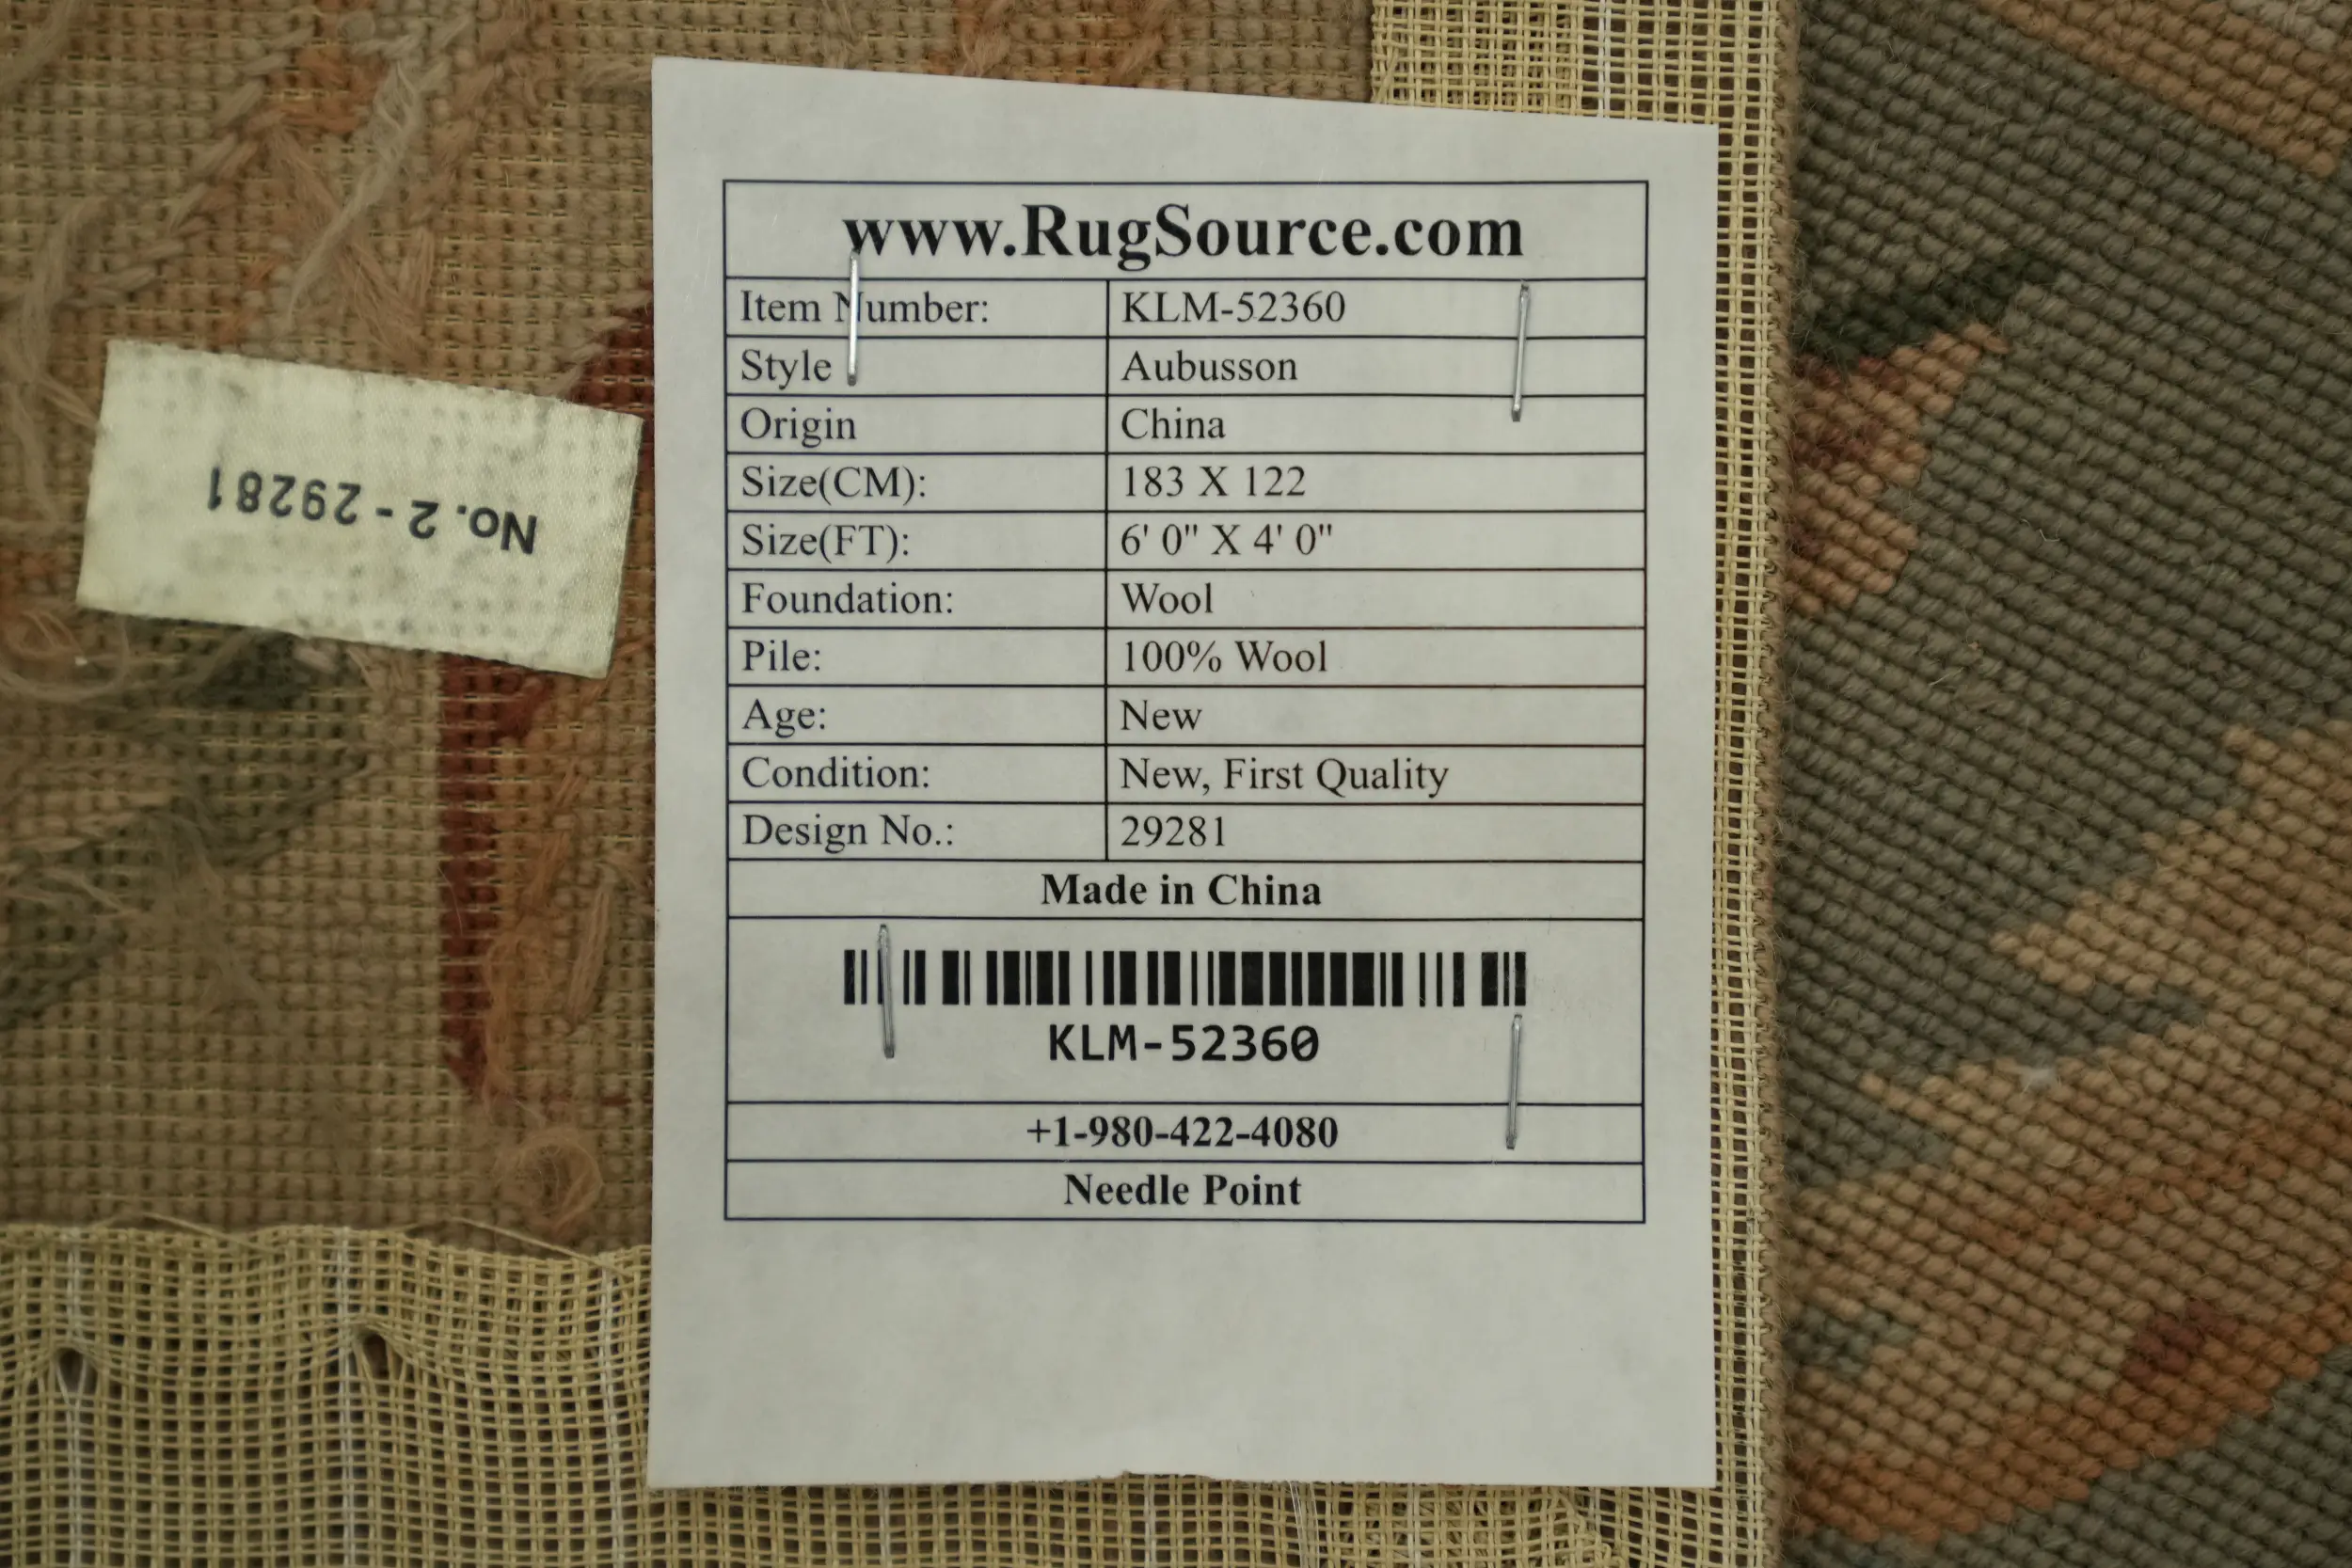 www.RugSource.com
Item Number: KLM-52360
Style Aubusson
Origin China
Size(CM): 183 X 122
Size(FT): 6' 0" X 4' 0"
Foundation: Wool
Pile: 100% Wool
Age: New
Condition: New, First Quality
Design No.: 29281
Made in China
KLM-52360
+1-980-422-4080
Needle Point
No. 2 - 29281